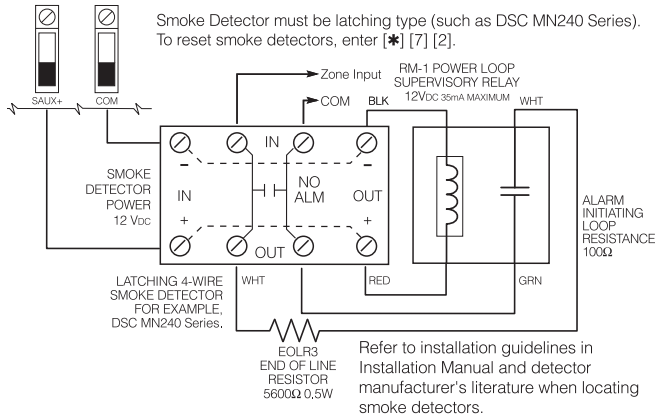 Smoke Detector must be latching type (such as DSC MN240 Series).
To reset smoke detectors, enter [✱] [7] [2].
SAUX+
COM
Zone Input
COM
BLK
RM-1 POWER LOOP
SUPERVISORY RELAY
12VDC 35mA MAXIMUM
WHT
SMOKE
DETECTOR
POWER
12 VDC
–
IN
–
IN
NO
ALM
OUT
+
+
OUT
ALARM
INITIATING
LOOP
RESISTANCE
100Ω
LATCHING 4-WIRE
SMOKE DETECTOR
FOR EXAMPLE,
DSC MN240 Series.
WHT
RED
GRN
EOLR3
END OF LINE
RESISTOR
5600Ω 0,5W
Refer to installation guidelines in
Installation Manual and detector
manufacturer's literature when locating
smoke detectors.